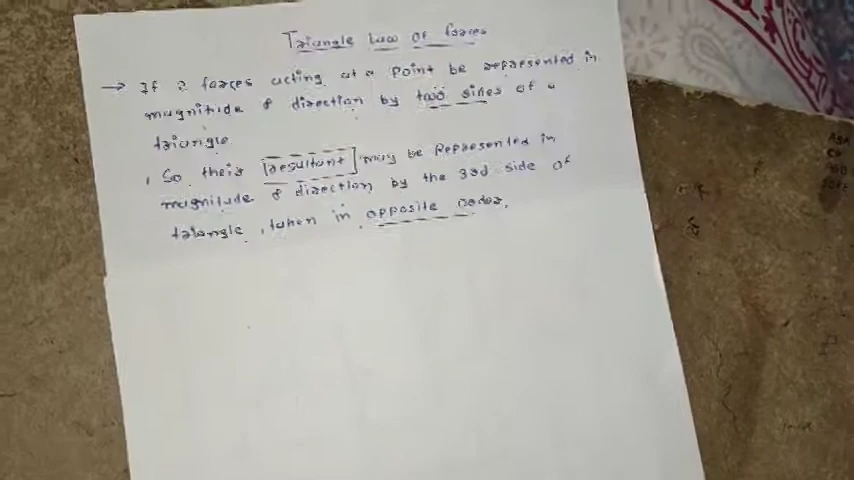 Triangle Law of forces
→ If 2 forces acting at a point be represented in
magnitude & direction by two sides of a
triangle
, So their resultant may be Represented in
magnitude & direction by the 3rd side of
triangle, taken in opposite order.